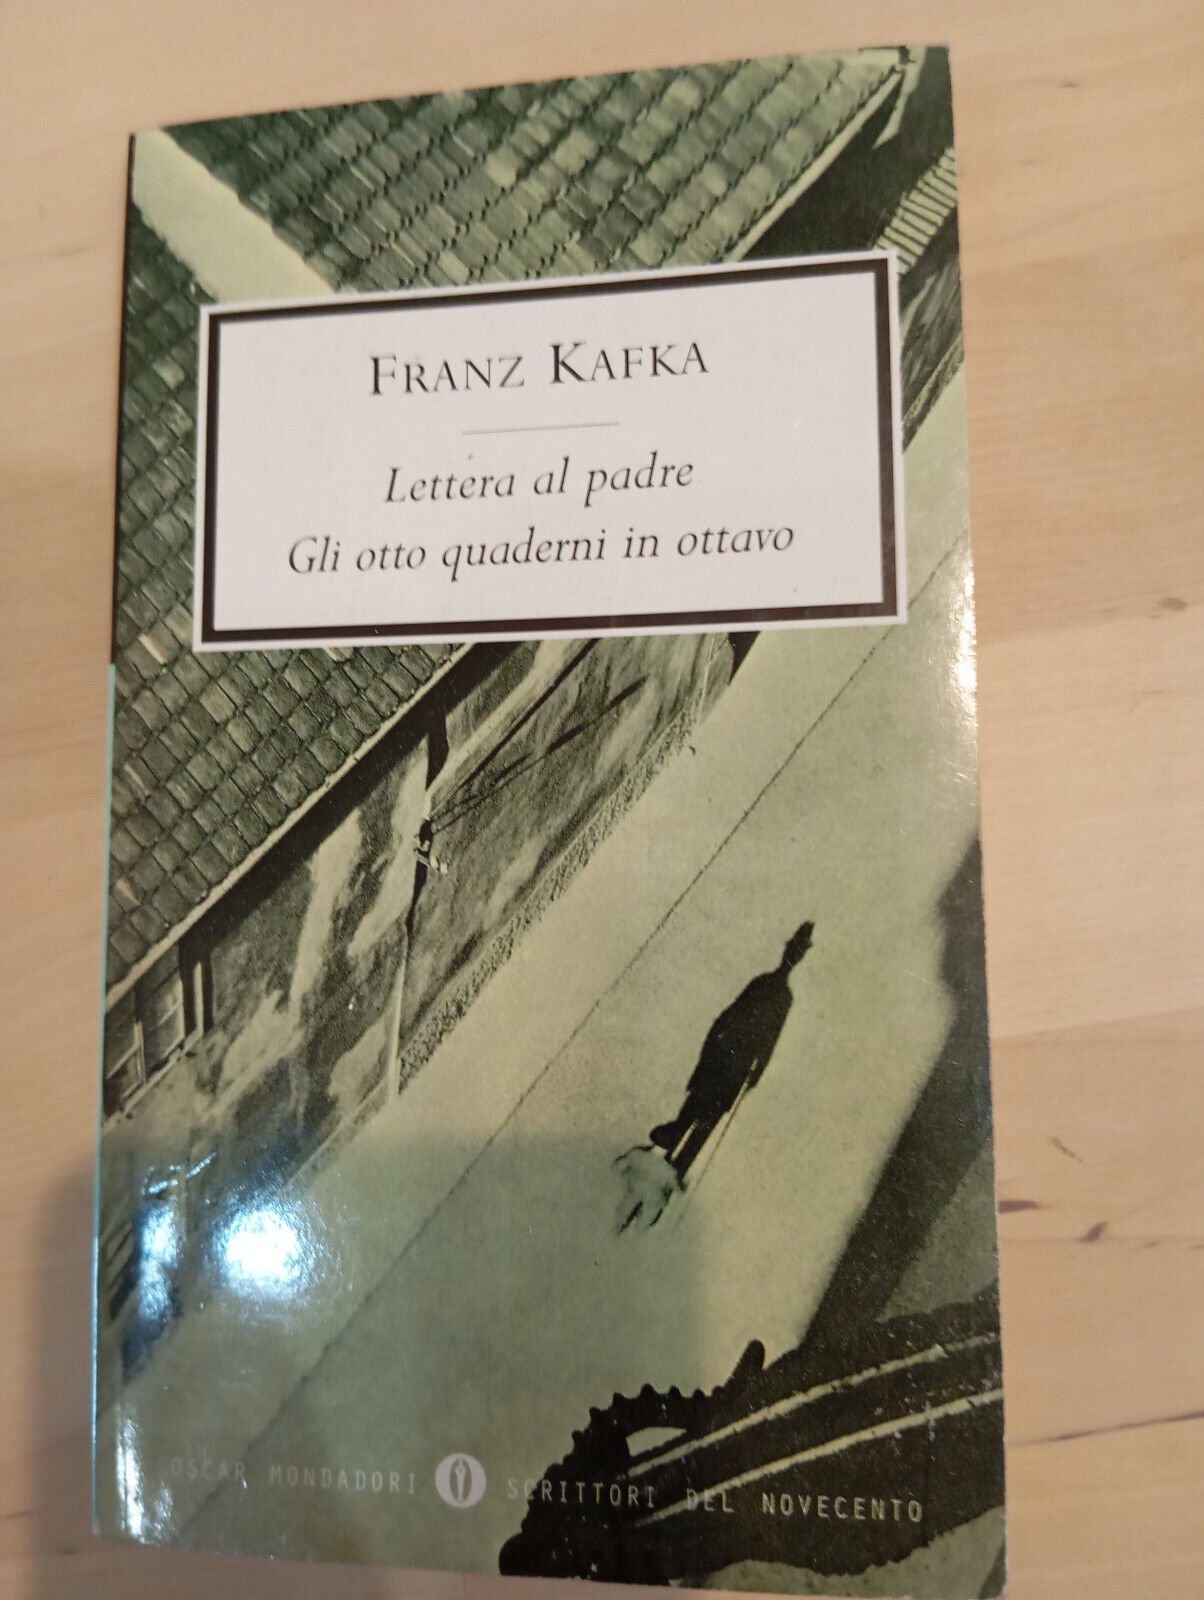 FRANZ KAFKA
Lettera al padre
Gli otto quaderni in ottavo
OSCAR MONDADORI SCRITTORI DEL NOVECENTO